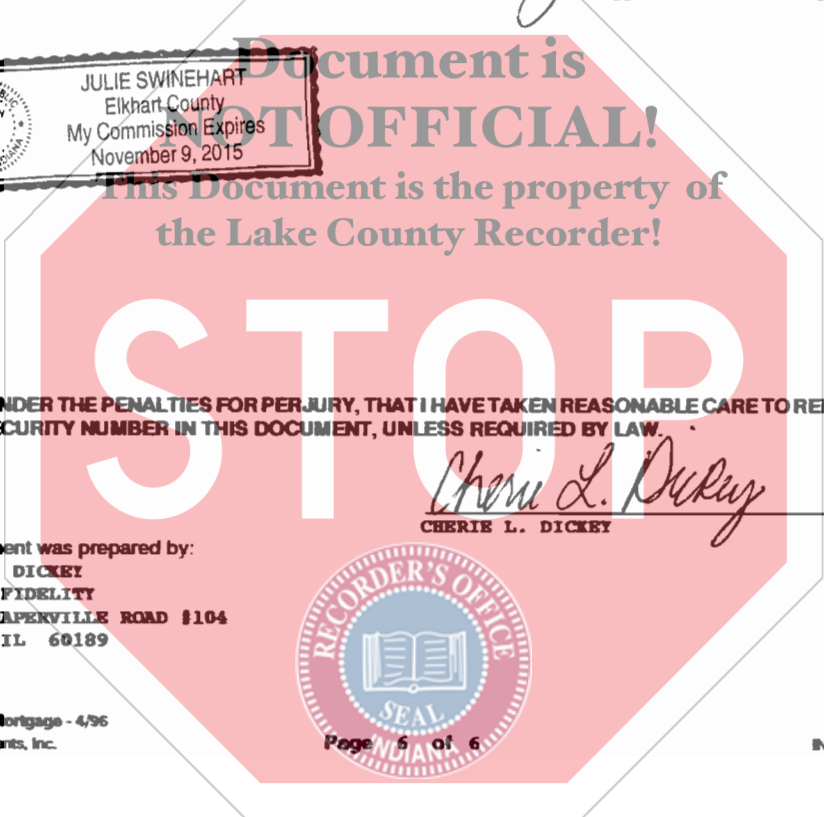 Document is
NOT OFFICIAL!
This Document is the property of
the Lake County Recorder!
JULIE SWINEHART
Elkhart County
My Commission Expires
November 9, 2015
STOP
NDER THE PENALTIES FOR PERJURY, THAT I HAVE TAKEN REASONABLE CARE TO RE
CURITY NUMBER IN THIS DOCUMENT, UNLESS REQUIRED BY LAW.
Cherie L. Dickey
CHERIE L. DICKEY
ent was prepared by:
DICKEY
FIDELITY
APERVILLE ROAD #104
IL 60189
RECORDER'S OFFICE
SEAL
INDIANA
ortgage - 4/96
nts, Inc.
Page 6 of 6